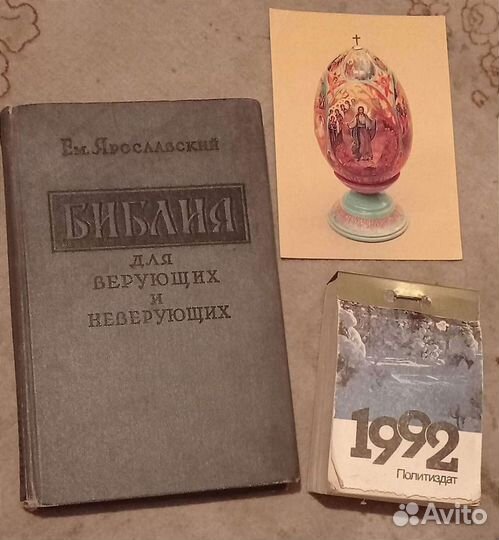 Ем. Ярославский
БИБЛИЯ
ДЛЯ
ВЕРУЮЩИХ
И
НЕВЕРУЮЩИХ
1992
Политиздат
Avito